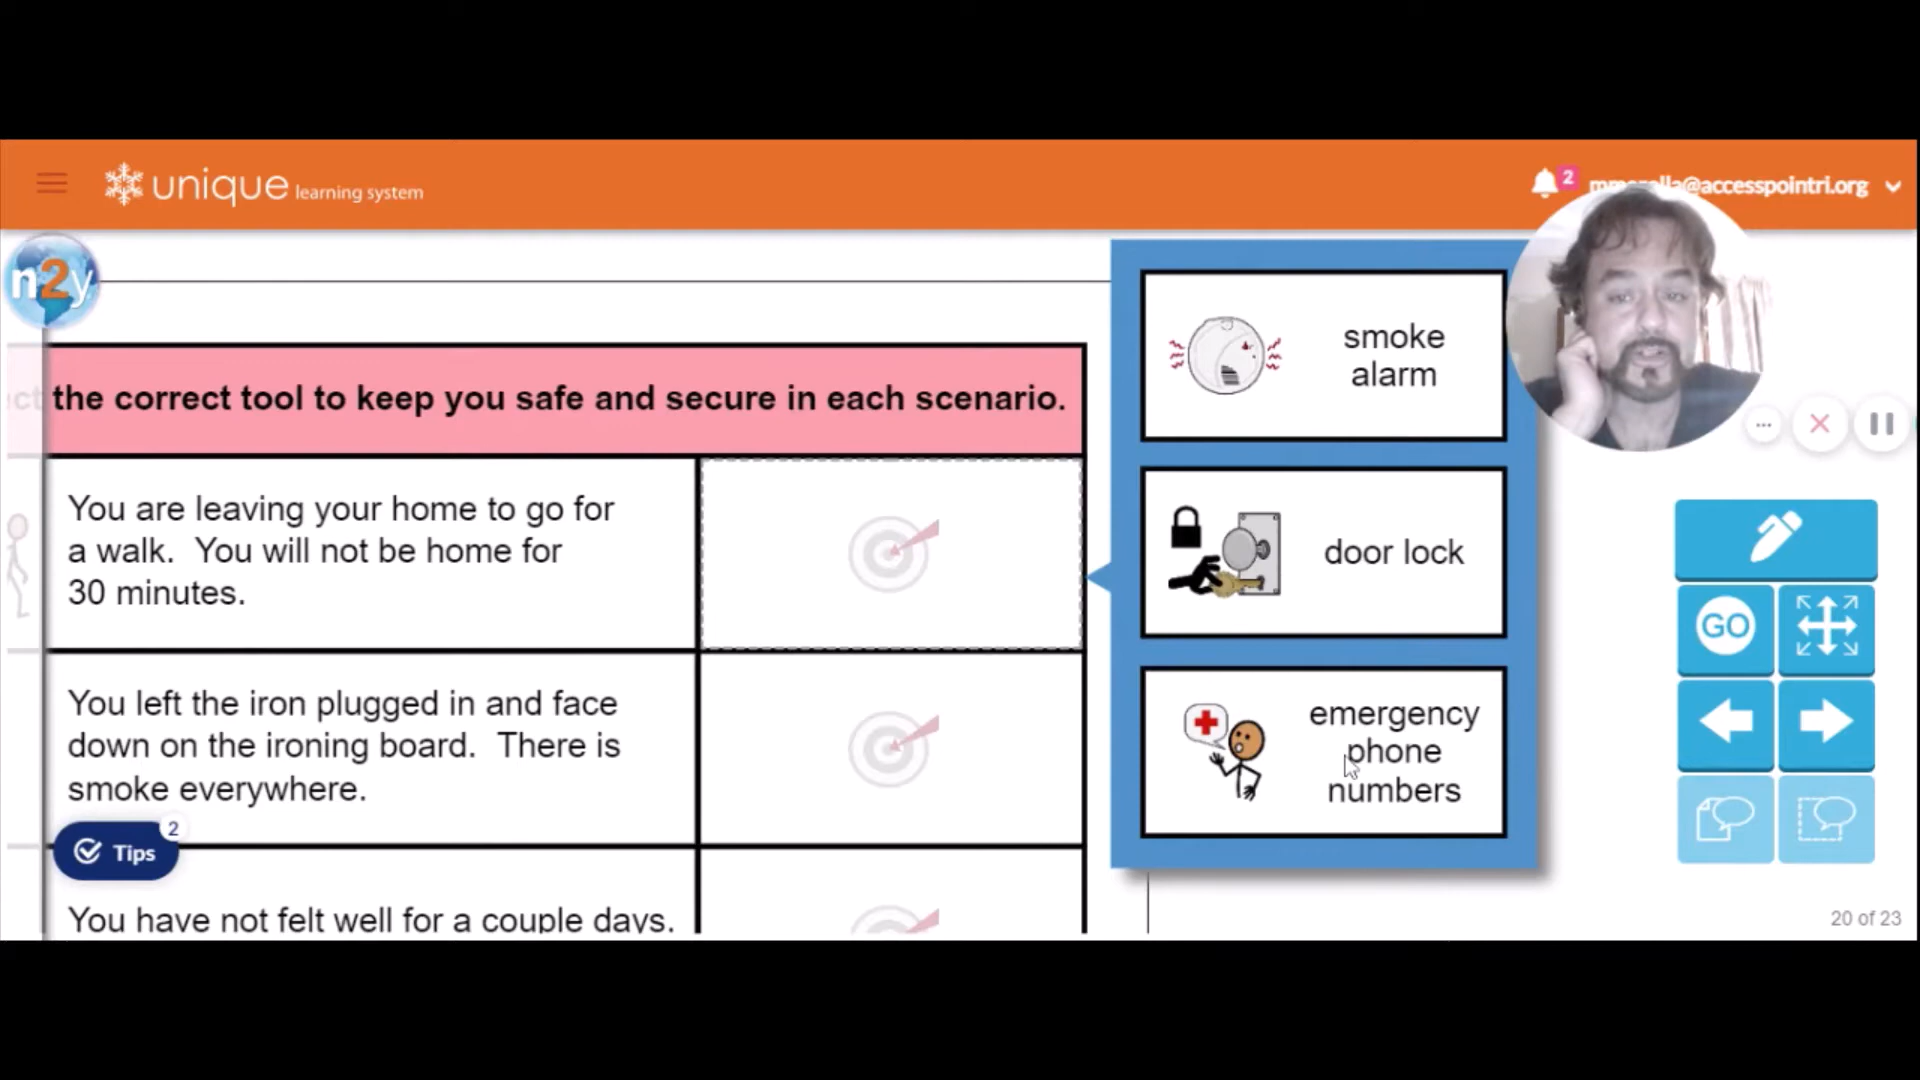 unique learning system
2
@accesspointri.org
n2y
the correct tool to keep you safe and secure in each scenario.
You are leaving your home to go for
a walk. You will not be home for
30 minutes.
You left the iron plugged in and face
down on the ironing board. There is
smoke everywhere.
You have not felt well for a couple days.
Tips
2
smoke
alarm
door lock
emergency
phone
numbers
GO
20 of 23